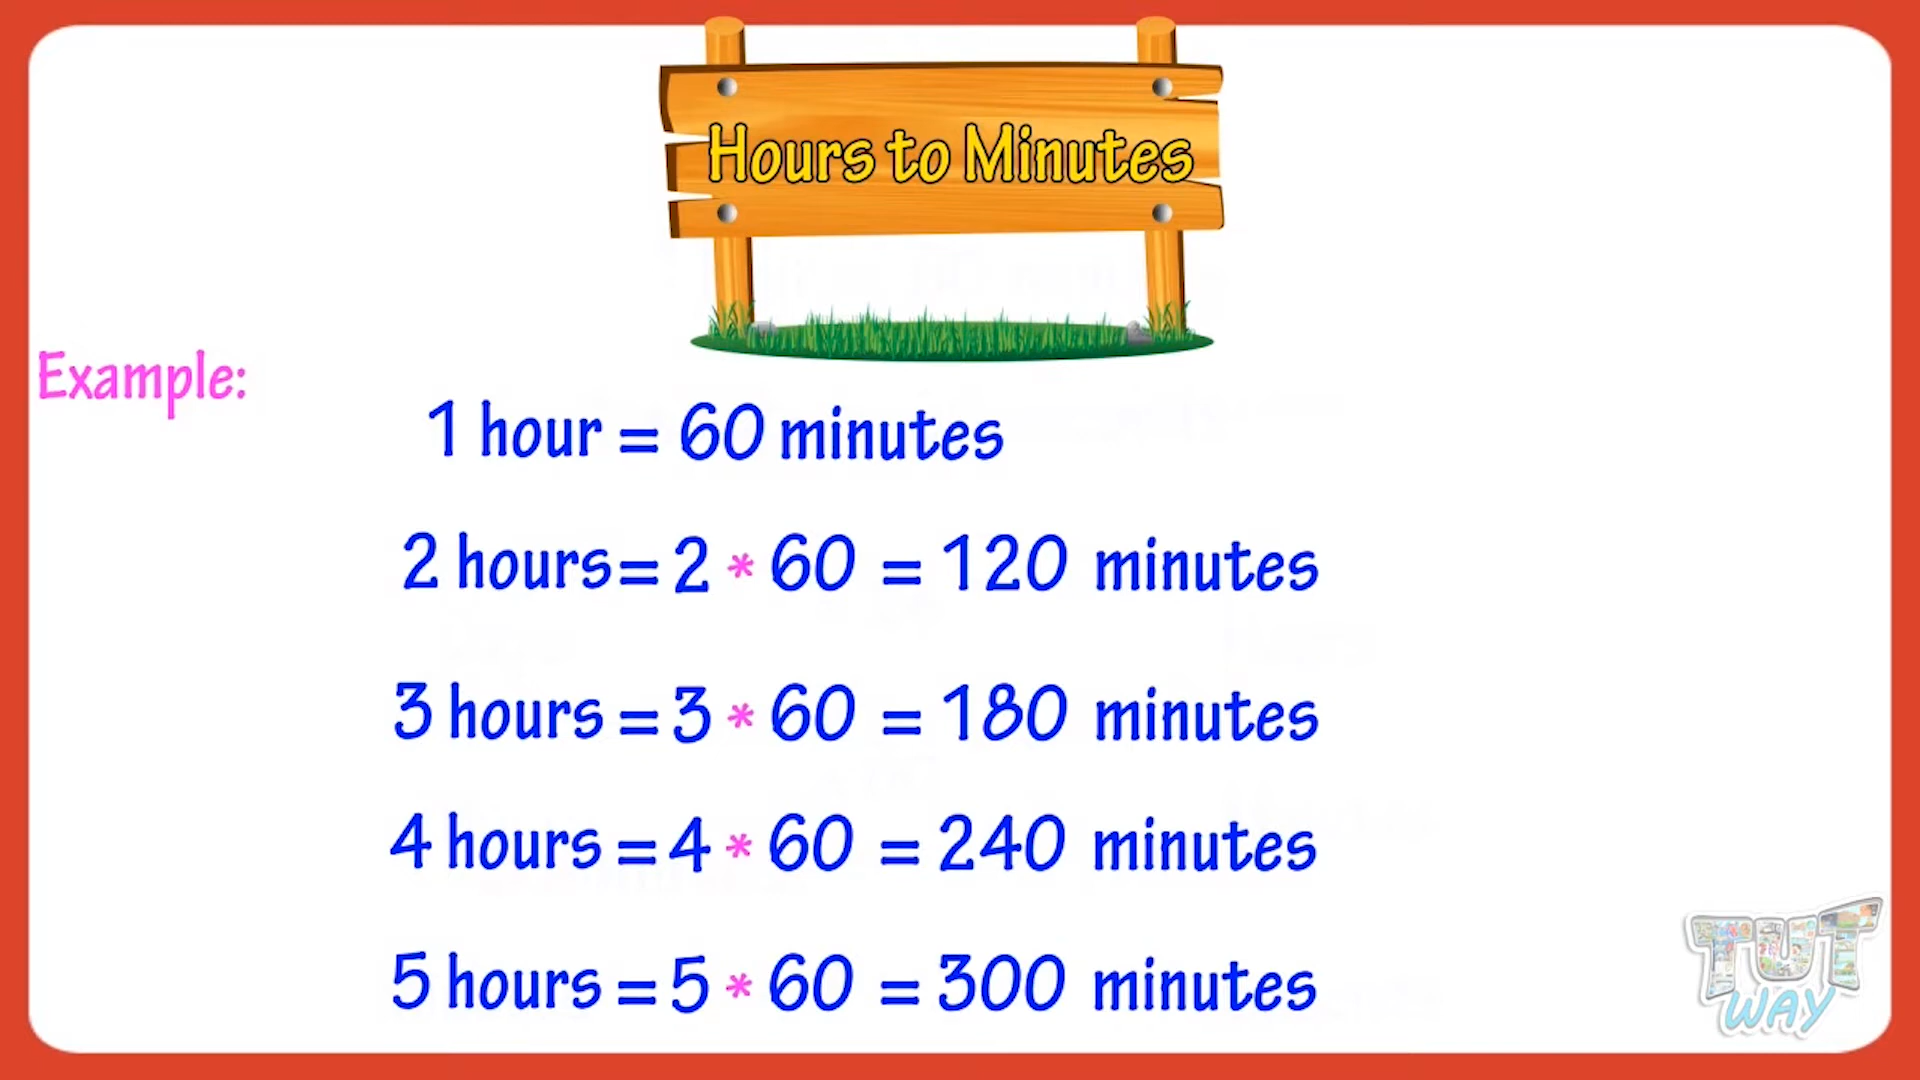 Hours to Minutes
Example:
1 hour = 60 minutes
2 hours = 2 * 60 = 120 minutes
3 hours = 3 * 60 = 180 minutes
4 hours = 4 * 60 = 240 minutes
5 hours = 5 * 60 = 300 minutes
TUT
WAY